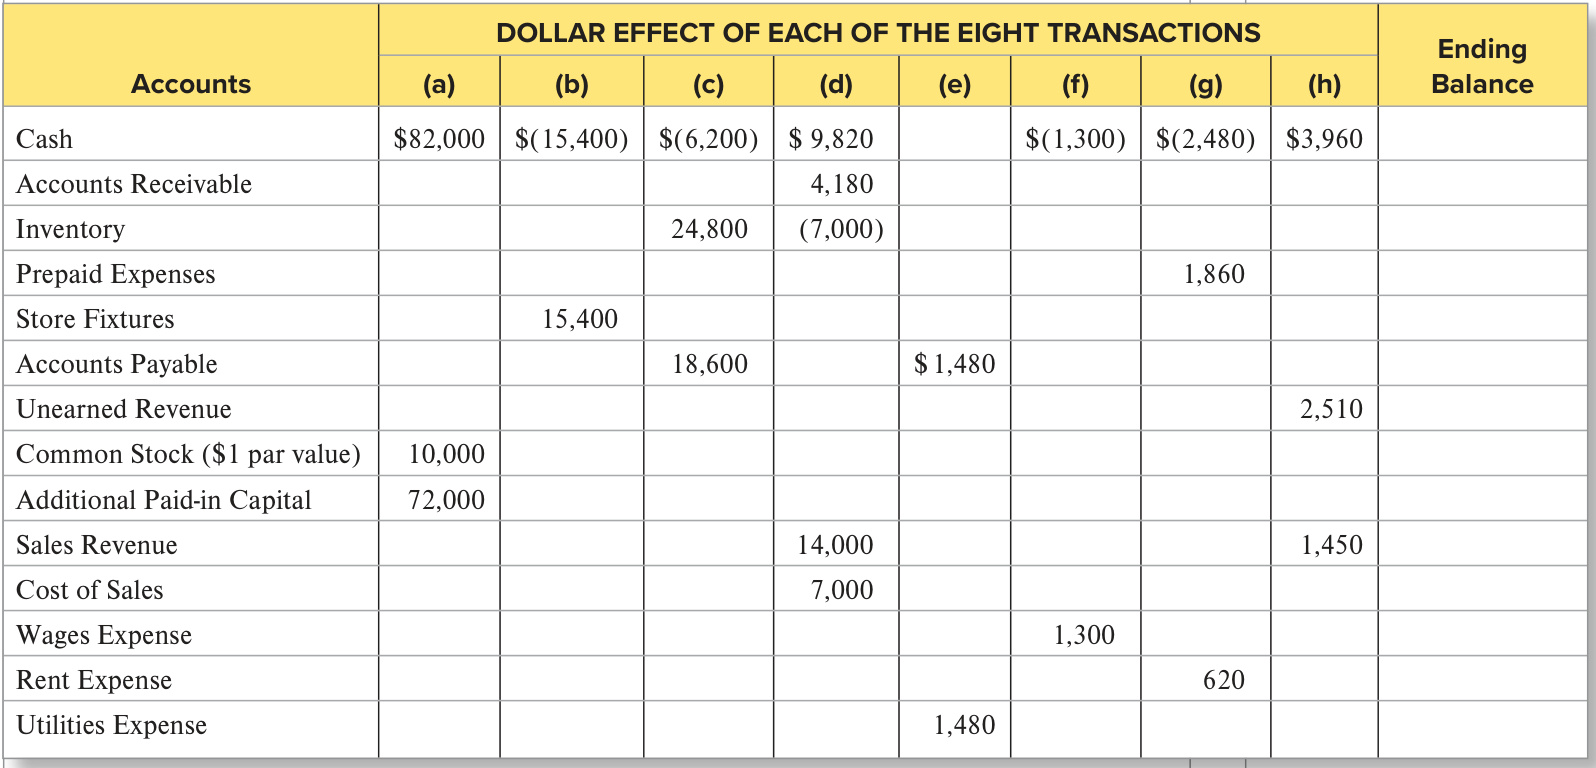 DOLLAR EFFECT OF EACH OF THE EIGHT TRANSACTIONS
Ending
Accounts (a) (b) (c) (d) (e) (f) (g) (h) Balance
Cash $82,000 $(15,400) $(6,200) $ 9,820 $(1,300) $(2,480) $3,960
Accounts Receivable 4,180
Inventory 24,800 (7,000)
Prepaid Expenses 1,860
Store Fixtures 15,400
Accounts Payable 18,600 $ 1,480
Unearned Revenue 2,510
Common Stock ($1 par value) 10,000
Additional Paid-in Capital 72,000
Sales Revenue 14,000 1,450
Cost of Sales 7,000
Wages Expense 1,300
Rent Expense 620
Utilities Expense 1,480